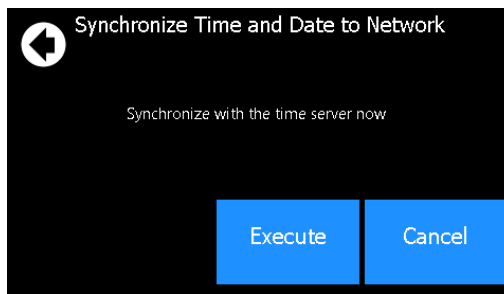 Synchronize Time and Date to Network
Synchronize with the time server now
Execute
Cancel